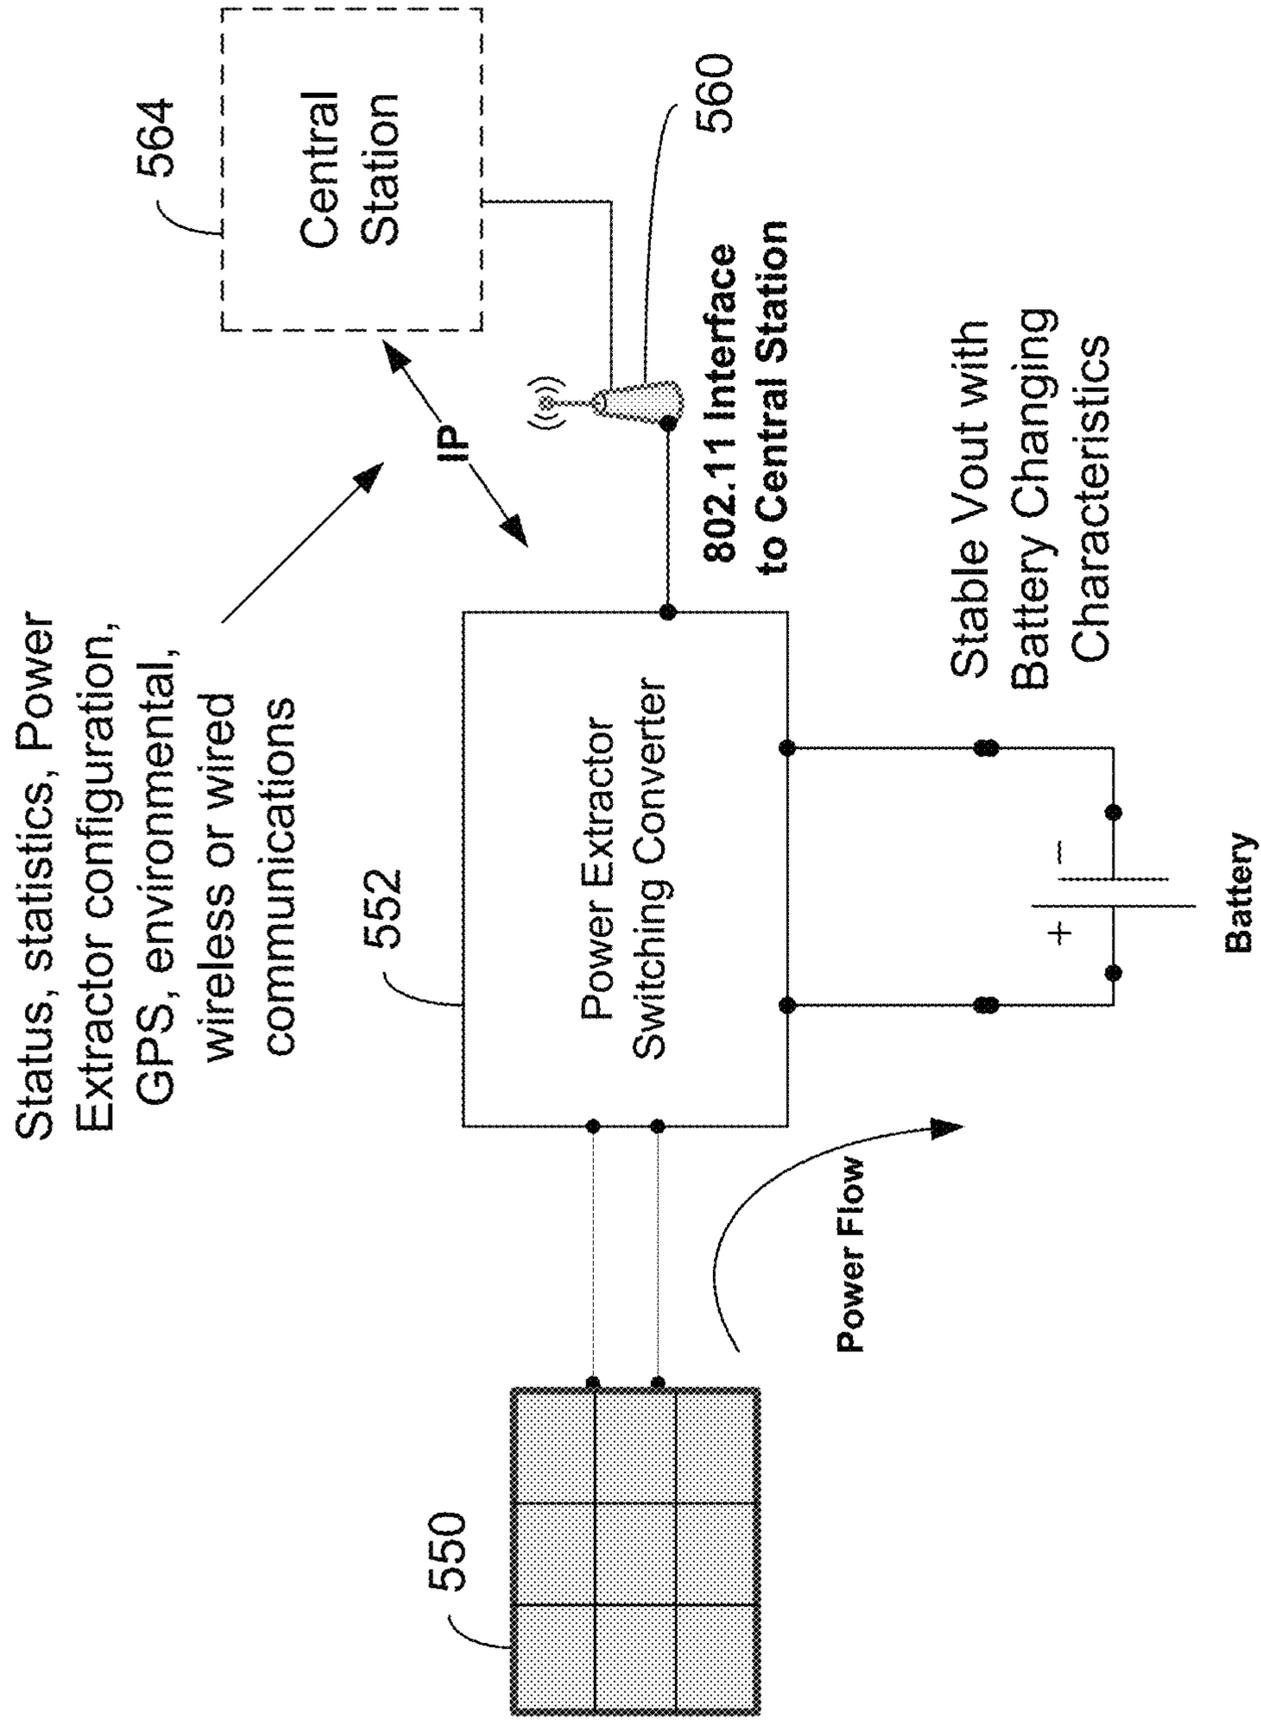 Status, statistics, Power
Extractor configuration,
GPS, environmental,
wireless or wired
communications
564
Central
Station
IP
552
550
Power Extractor
Switching Converter
560
802.11 Interface
to Central Station
Power Flow
Stable Vout with
Battery Changing
Characteristics
+ −
Battery